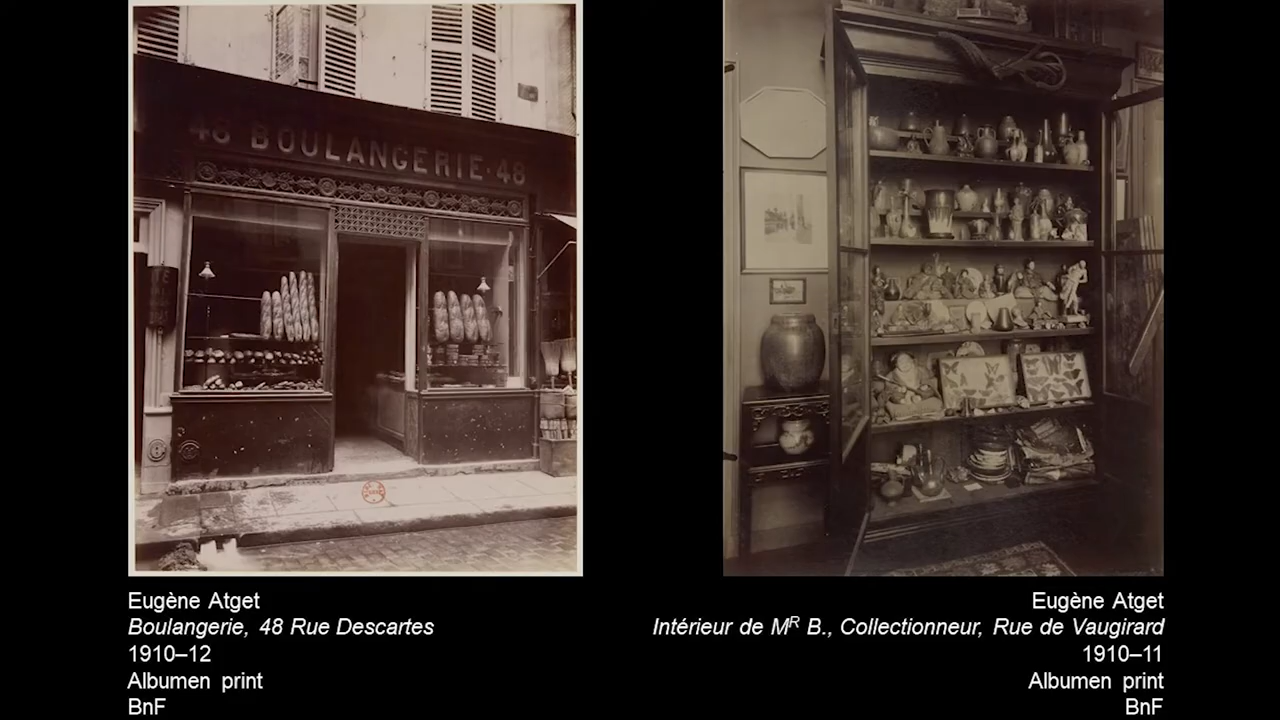 48 BOULANGERIE·48
Eugène Atget
Boulangerie, 48 Rue Descartes
1910–12
Albumen print
BnF
Eugène Atget
Intérieur de Mᴿ B., Collectionneur, Rue de Vaugirard
1910–11
Albumen print
BnF